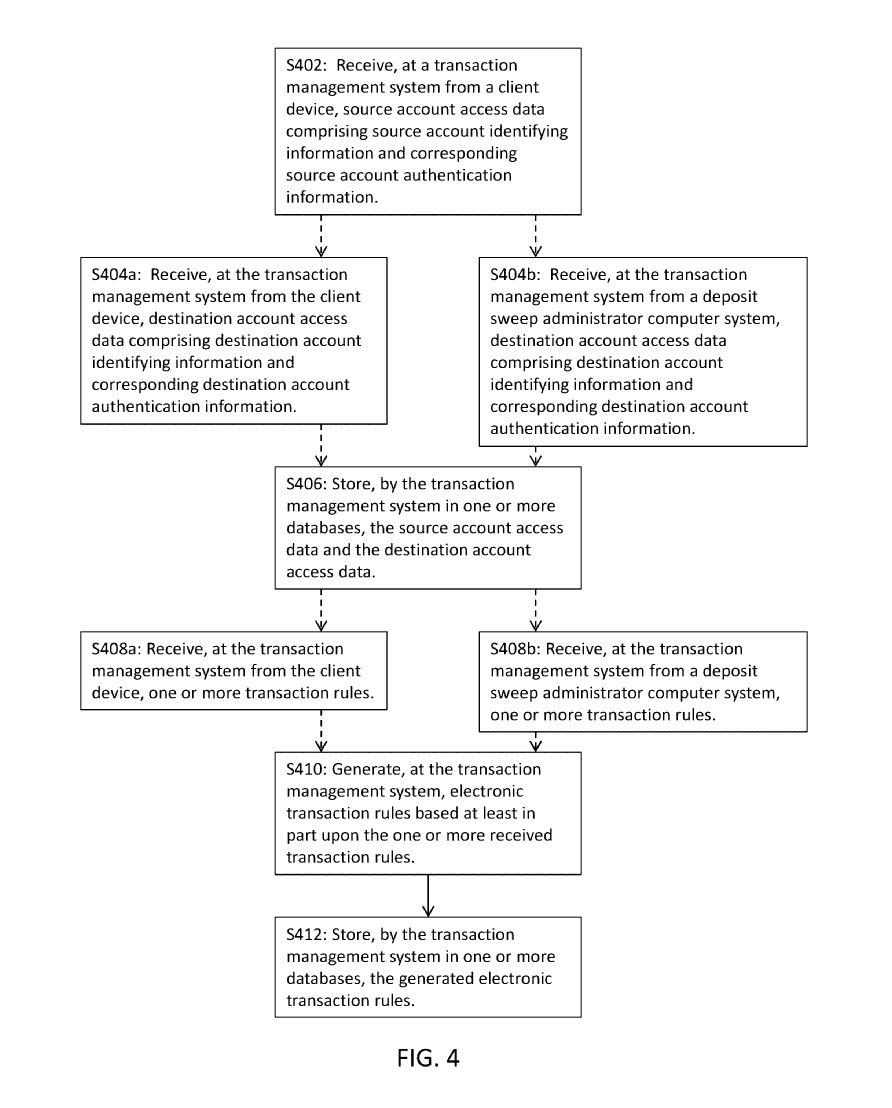 S402:  Receive, at a transaction
management system from a client
device, source account access data
comprising source account identifying
information and corresponding
source account authentication
information.
S404a:  Receive, at the transaction
management system from the client
device, destination account access
data comprising destination account
identifying information and
corresponding destination account
authentication information.
S404b:  Receive, at the transaction
management system from a deposit
sweep administrator computer system,
destination account access data
comprising destination account
identifying information and
corresponding destination account
authentication information.
S406: Store, by the transaction
management system in one or more
databases, the source account access
data and the destination account
access data.
S408a: Receive, at the transaction
management system from the client
device, one or more transaction rules.
S408b: Receive, at the transaction
management system from a deposit
sweep administrator computer system,
one or more transaction rules.
S410: Generate, at the transaction
management system, electronic
transaction rules based at least in
part upon the one or more received
transaction rules.
S412: Store, by the transaction
management system in one or more
databases, the generated electronic
transaction rules.
FIG. 4